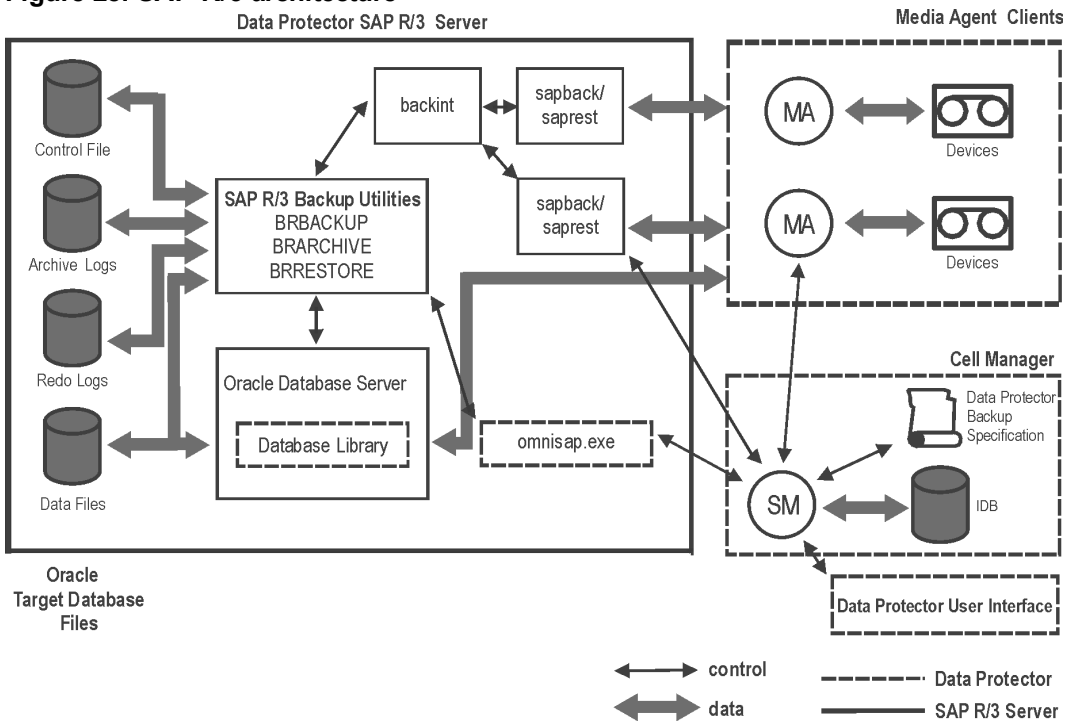 Data Protector SAP R/3 Server
Media Agent Clients
Control File
Archive Logs
Redo Logs
Data Files
backint
sapback/
saprest
sapback/
saprest
SAP R/3 Backup Utilities
BRBACKUP
BRARCHIVE
BRRESTORE
Oracle Database Server
Database Library
omnisap.exe
MA
Devices
MA
Devices
Cell Manager
Data Protector
Backup
Specification
SM
IDB
Data Protector User Interface
Oracle
Target Database
Files
control
data
Data Protector
SAP R/3 Server